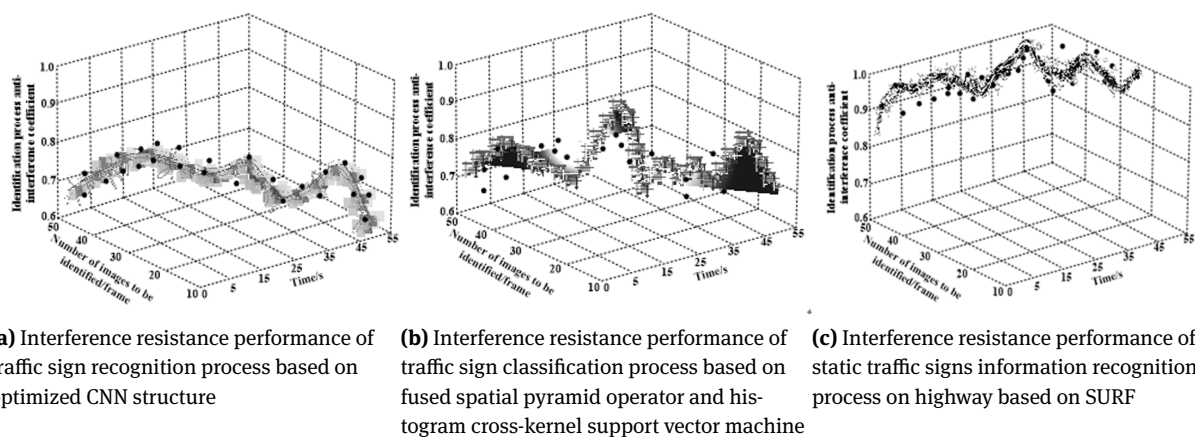 Identification process anti-
interference coefficient
1.0
0.9
0.8
0.7
0.6
50
40
30
20
10
0
5
15
25
35
45
55
Number of images to be
identified/frame
Time/s
Identification process anti-
interference coefficient
1.0
0.9
0.8
0.7
0.6
50
40
30
20
10
0
5
15
25
35
45
55
Number of images to be
identified/frame
Time/s
Identification process anti-
interference coefficient
1.0
0.9
0.8
0.7
0.6
50
40
30
20
10
0
5
15
25
35
45
55
Number of images to be
identified/frame
Time/s
a) Interference resistance performance of
raffic sign recognition process based on
optimized CNN structure
(b) Interference resistance performance of
traffic sign classification process based on
fused spatial pyramid operator and his-
togram cross-kernel support vector machine
(c) Interference resistance performance of
static traffic signs information recognition
process on highway based on SURF